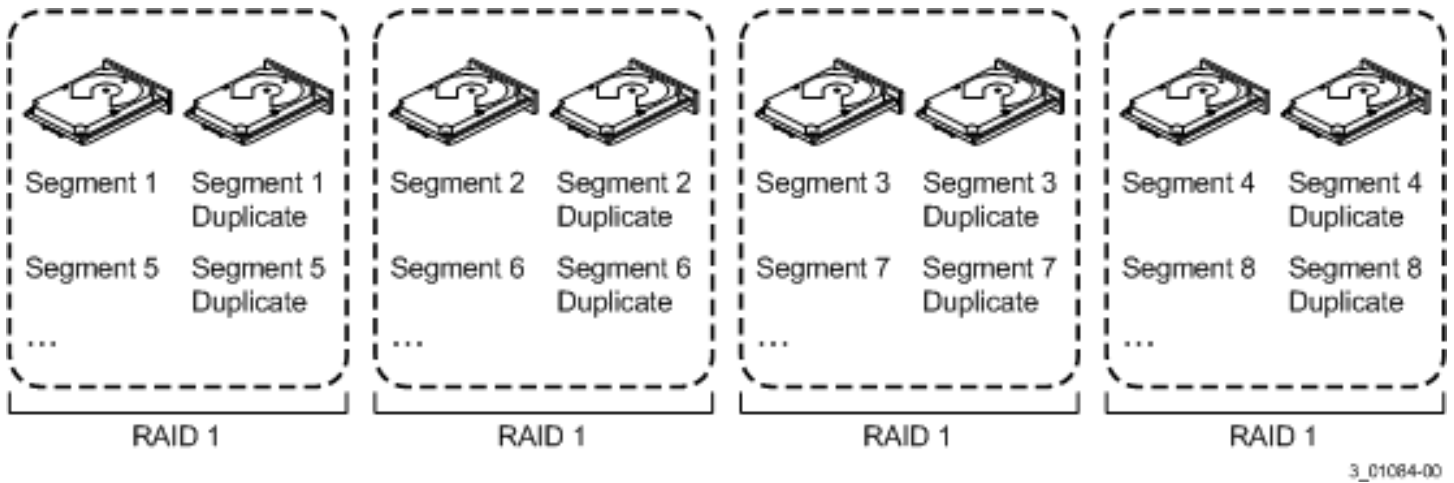 Segment 1 Segment 1 Segment 2 Segment 2 Segment 3 Segment 3 Segment 4 Segment 4
Duplicate Duplicate Duplicate Duplicate
Segment 5 Segment 5 Segment 6 Segment 6 Segment 7 Segment 7 Segment 8 Segment 8
Duplicate Duplicate Duplicate Duplicate
... ... ... ...
RAID 1 RAID 1 RAID 1 RAID 1
3_01084-00